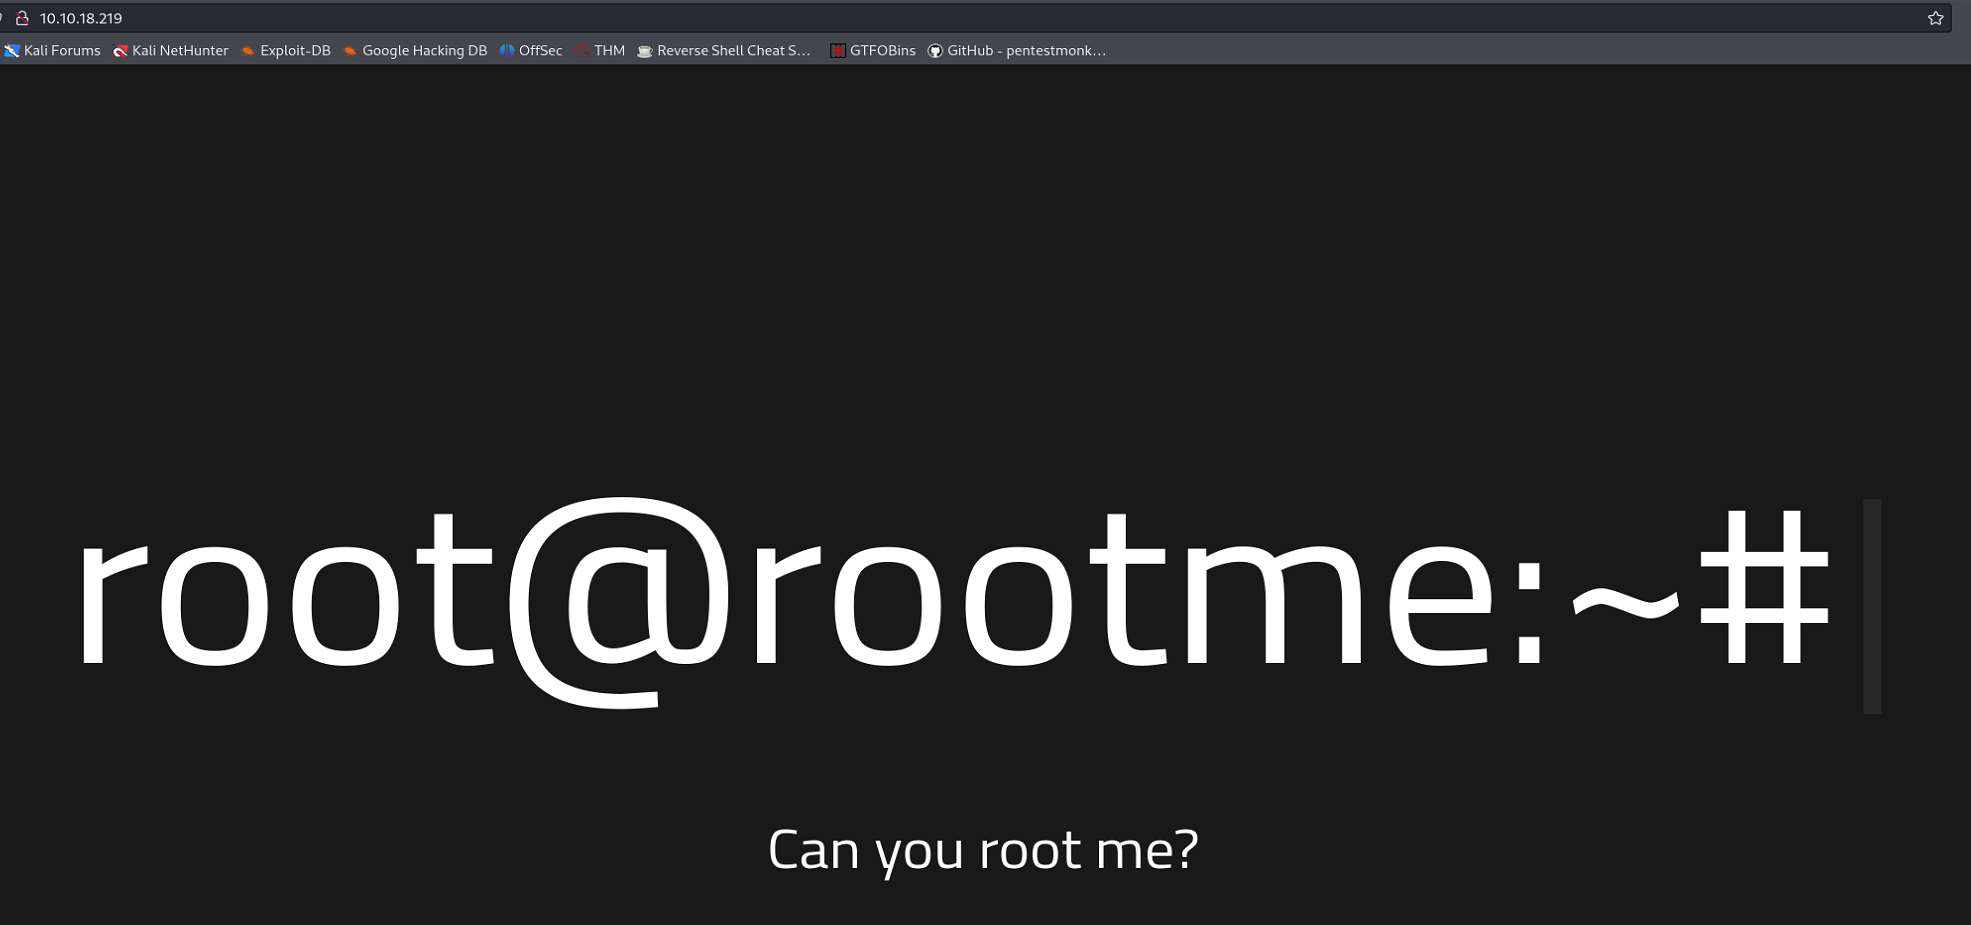 10.10.18.219
Kali Forums Kali NetHunter Exploit-DB Google Hacking DB OffSec THM Reverse Shell Cheat S… GTFOBins GitHub - pentestmonk…
root@rootme:~#
Can you root me?